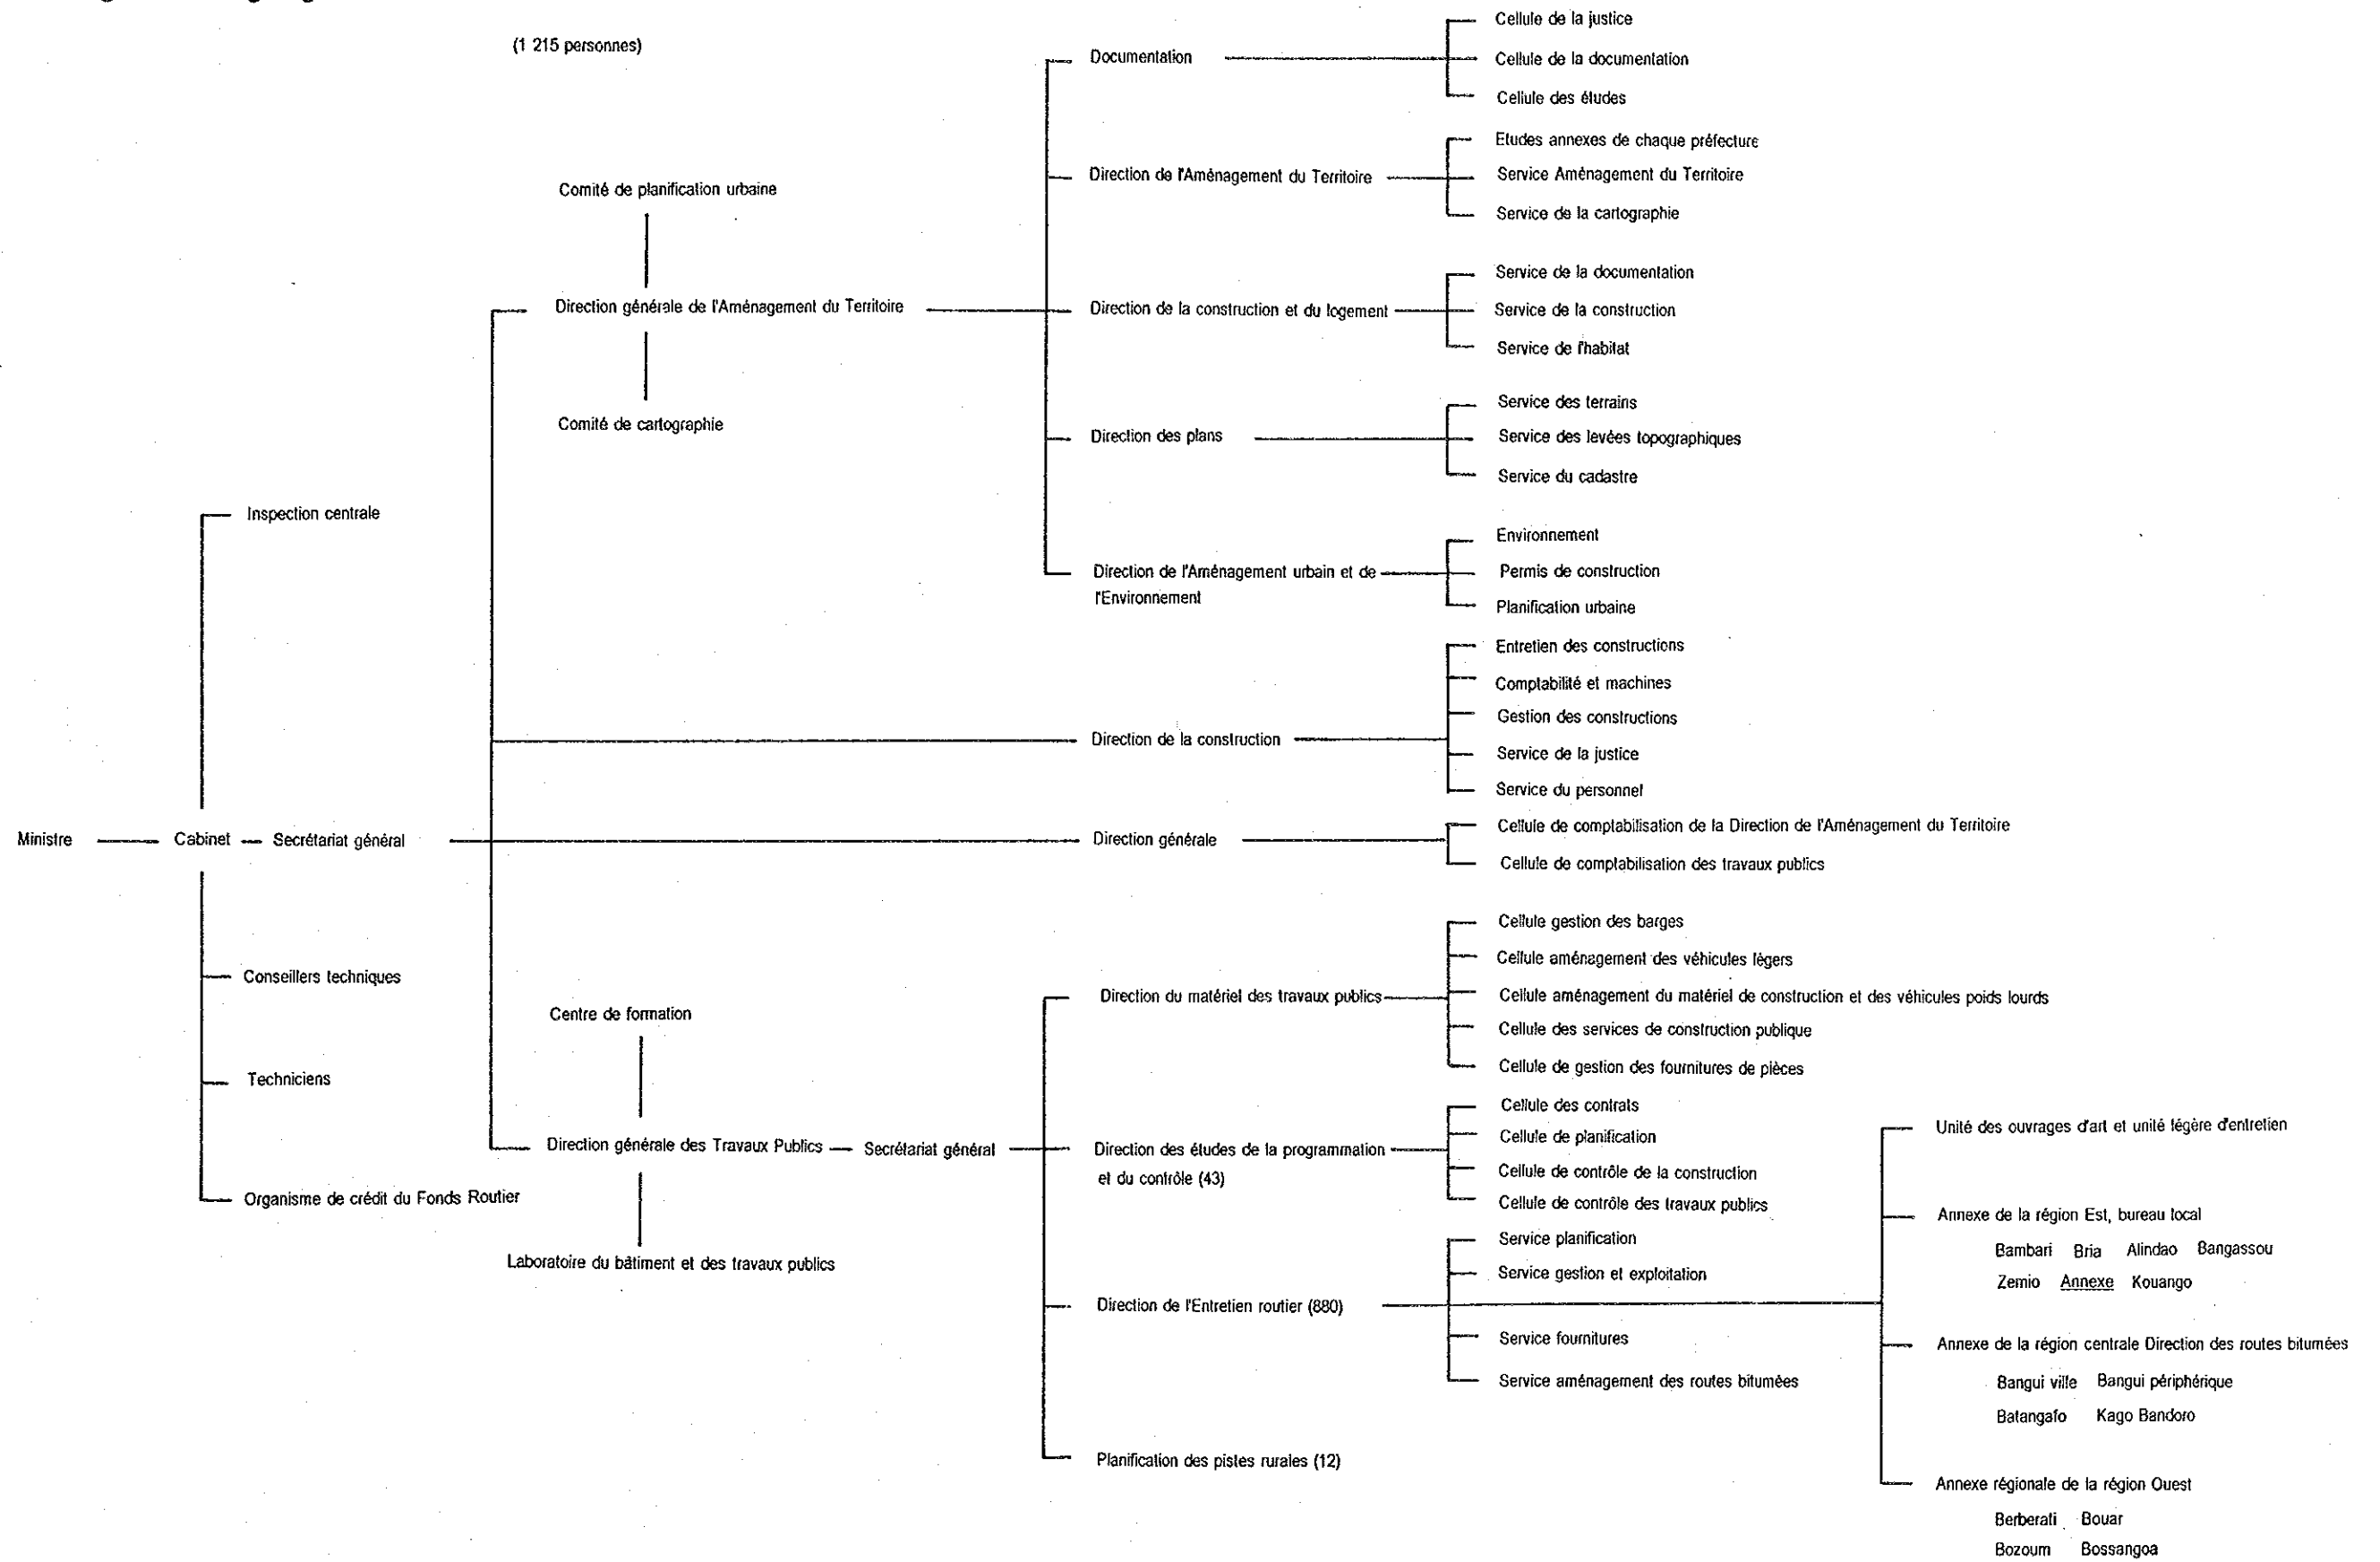 (1 215 personnes)
Ministre
Cabinet
Secrétariat général
Inspection centrale
Conseillers techniques
Techniciens
Organisme de crédit du Fonds Routier
Comité de planification urbaine
Direction générale de l'Aménagement du Territoire
Comité de cartographie
Documentation
Cellule de la justice
Cellule de la documentation
Cellule des études
Direction de l'Aménagement du Territoire
Etudes annexes de chaque préfecture
Service Aménagement du Territoire
Service de la cartographie
Direction de la construction et du logement
Service de la documentation
Service de la construction
Service de l'habitat
Direction des plans
Service des terrains
Service des levées topographiques
Service du cadastre
Direction de l'Aménagement urbain et de
l'Environnement
Environnement
Permis de construction
Planification urbaine
Direction de la construction
Entretien des constructions
Comptabilité et machines
Gestion des constructions
Service de la justice
Service du personnel
Direction générale
Cellule de comptabilisation de la Direction de l'Aménagement du Territoire
Cellule de comptabilisation des travaux publics
Centre de formation
Direction générale des Travaux Publics
Secrétariat général
Laboratoire du bâtiment et des travaux publics
Direction du matériel des travaux publics
Cellule gestion des barges
Cellule aménagement des véhicules légers
Cellule aménagement du matériel de construction et des véhicules poids lourds
Cellule des services de construction publique
Cellule de gestion des fournitures de pièces
Direction des études de la programmation
et du contrôle (43)
Cellule des contrats
Cellule de planification
Cellule de contrôle de la construction
Cellule de contrôle des travaux publics
Direction de l'Entretien routier (880)
Service planification
Service gestion et exploitation
Service fournitures
Service aménagement des routes bitumées
Planification des pistes rurales (12)
Unité des ouvrages d'art et unité légère d'entretien
Annexe de la région Est, bureau local
Bambari Bria Alindao Bangassou
Zemio Annexe Kouango
Annexe de la région centrale Direction des routes bitumées
Bangui ville Bangui périphérique
Batangafo Kago Bandoro
Annexe régionale de la région Ouest
Berberati Bouar
Bozoum Bossangoa